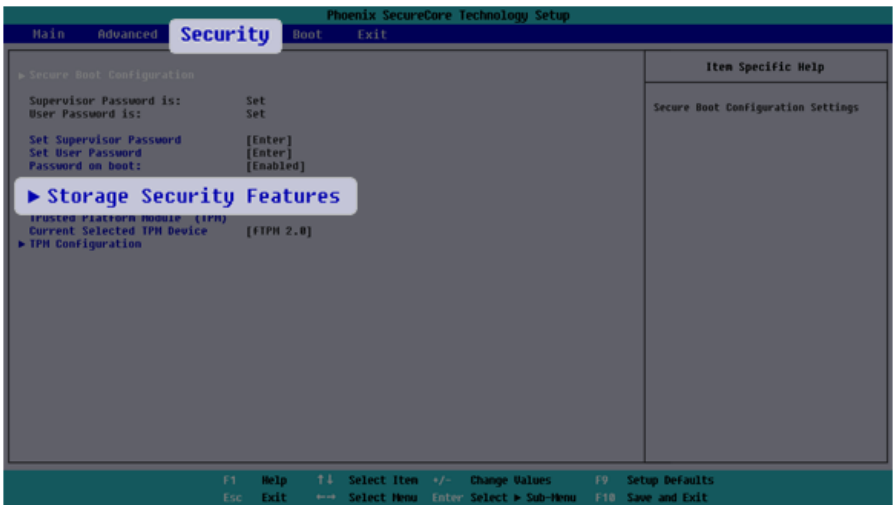 Phoenix SecureCore Technology Setup
Main Advanced Security Boot Exit
Item Specific Help
▶ Secure Boot Configuration
Secure Boot Configuration Settings
Supervisor Password is: Set
User Password is: Set
Set Supervisor Password [Enter]
Set User Password [Enter]
Password on boot: [Enabled]
▶ Storage Security Features
Trusted Platform Module (TPM)
Current Selected TPM Device [fTPM 2.0]
▶ TPM Configuration
F1 Help ↑↓ Select Item +/- Change Values F9 Setup Defaults
Esc Exit ←→ Select Menu Enter Select ▶ Sub-Menu F10 Save and Exit